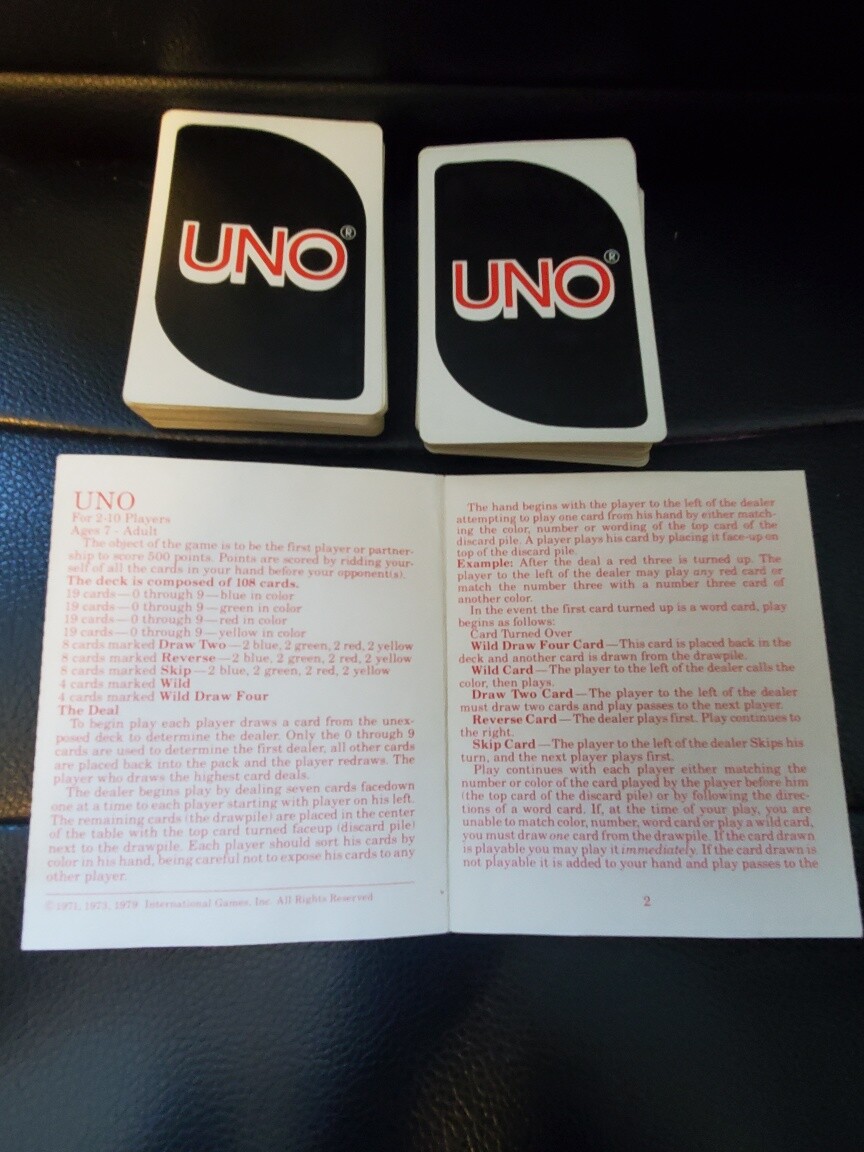 UNO®
UNO®
UNO
For 2-10 Players
Ages 7 - Adult
The object of the game is to be the first player or partner-
ship to score 500 points. Points are scored by ridding your-
self of all the cards in your hand before your opponent(s).
The deck is composed of 108 cards.
19 cards—0 through 9—blue in color
19 cards—0 through 9—green in color
19 cards—0 through 9—red in color
19 cards—0 through 9—yellow in color
8 cards marked Draw Two—2 blue, 2 green, 2 red, 2 yellow
8 cards marked Reverse—2 blue, 2 green, 2 red, 2 yellow
8 cards marked Skip—2 blue, 2 green, 2 red, 2 yellow
4 cards marked Wild
4 cards marked Wild Draw Four
The Deal
To begin play each player draws a card from the unex-
posed deck to determine the dealer. Only the 0 through 9
cards are used to determine the first dealer, all other cards
are placed back into the pack and the player redraws. The
player who draws the highest card deals.
The dealer begins play by dealing seven cards facedown
one at a time to each player starting with player on his left.
The remaining cards (the drawpile) are placed in the center
of the table with the top card turned faceup (discard pile)
next to the drawpile. Each player should sort his cards by
color in his hand, being careful not to expose his cards to any
other player.
©1971, 1973, 1979 International Games, Inc. All Rights Reserved
The hand begins with the player to the left of the dealer
attempting to play one card from his hand by either match-
ing the color, number or wording of the top card of the
discard pile. A player plays his card by placing it face-up on
top of the discard pile.
Example: After the deal a red three is turned up. The
player to the left of the dealer may play any red card or
match the number three with a number three card of
another color.
In the event the first card turned up is a word card, play
begins as follows:
Card Turned Over
Wild Draw Four Card—This card is placed back in the
deck and another card is drawn from the drawpile.
Wild Card—The player to the left of the dealer calls the
color, then plays.
Draw Two Card—The player to the left of the dealer
must draw two cards and play passes to the next player.
Reverse Card—The dealer plays first. Play continues to
the right.
Skip Card—The player to the left of the dealer Skips his
turn, and the next player plays first.
Play continues with each player either matching the
number or color of the card played by the player before him
(the top card of the discard pile) or by following the direc-
tions of a word card. If, at the time of your play, you are
unable to match color, number, word card or play a wild card,
you must draw one card from the drawpile. If the card drawn
is playable you may play it immediately. If the card drawn is
not playable it is added to your hand and play passes to the
2